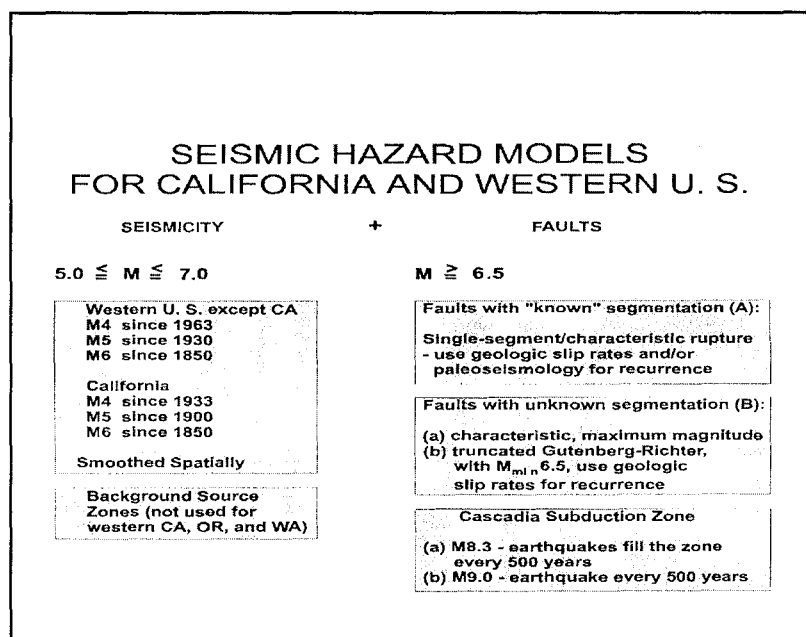 SEISMIC HAZARD MODELS
FOR CALIFORNIA AND WESTERN U. S.
SEISMICITY + FAULTS
5.0 ≦ M ≦ 7.0
Western U. S. except CA
M4 since 1963
M5 since 1930
M6 since 1850
California
M4 since 1933
M5 since 1900
M6 since 1850
Smoothed Spatially
Background Source
Zones (not used for
western CA, OR, and WA)
M ≧ 6.5
Faults with "known" segmentation (A):
Single-segment/characteristic rupture
- use geologic slip rates and/or
paleoseismology for recurrence
Faults with unknown segmentation (B):
(a) characteristic, maximum magnitude
(b) truncated Gutenberg-Richter,
with Mmin 6.5, use geologic
slip rates for recurrence
Cascadia Subduction Zone
(a) M8.3 - earthquakes fill the zone
every 500 years
(b) M9.0 - earthquake every 500 years